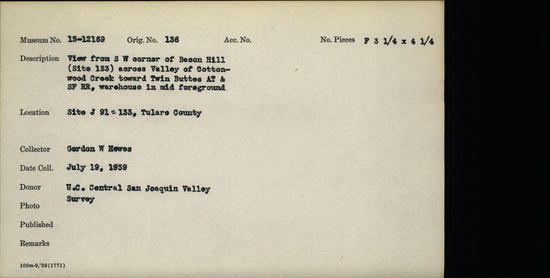 Museum No. 15-12169 Orig. No. 136 Acc. No. No. Pieces F 3 1/4 x 4 1/4
Description View from S W corner of Bacon Hill
(Site 133) across Valley of Cotton-
wood Creek toward Twin Buttes AT &
SF RR, warehouse in mid foreground
Location Site J 91 = 133, Tulare County
Collector Gordon W Hewes
Date Coll. July 19, 1939
Donor U.C. Central San Joaquin Valley
Survey
Photo
Published
Remarks
100m-9,'29(1771)